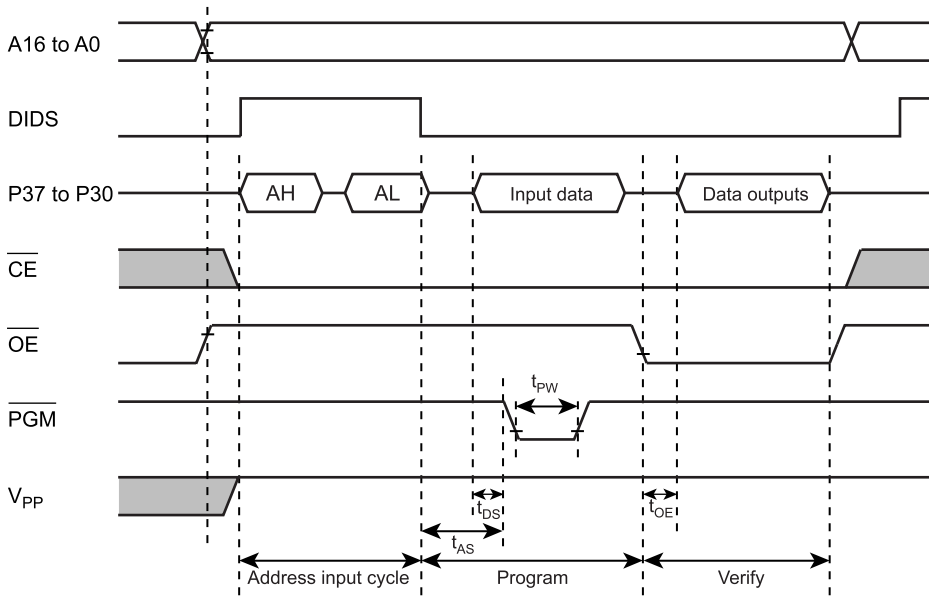 A16 to A0
DIDS
P37 to P30
AH
AL
Input data
Data outputs
CE
OE
PGM
tPW
VPP
tDS
tOE
tAS
Address input cycle
Program
Verify